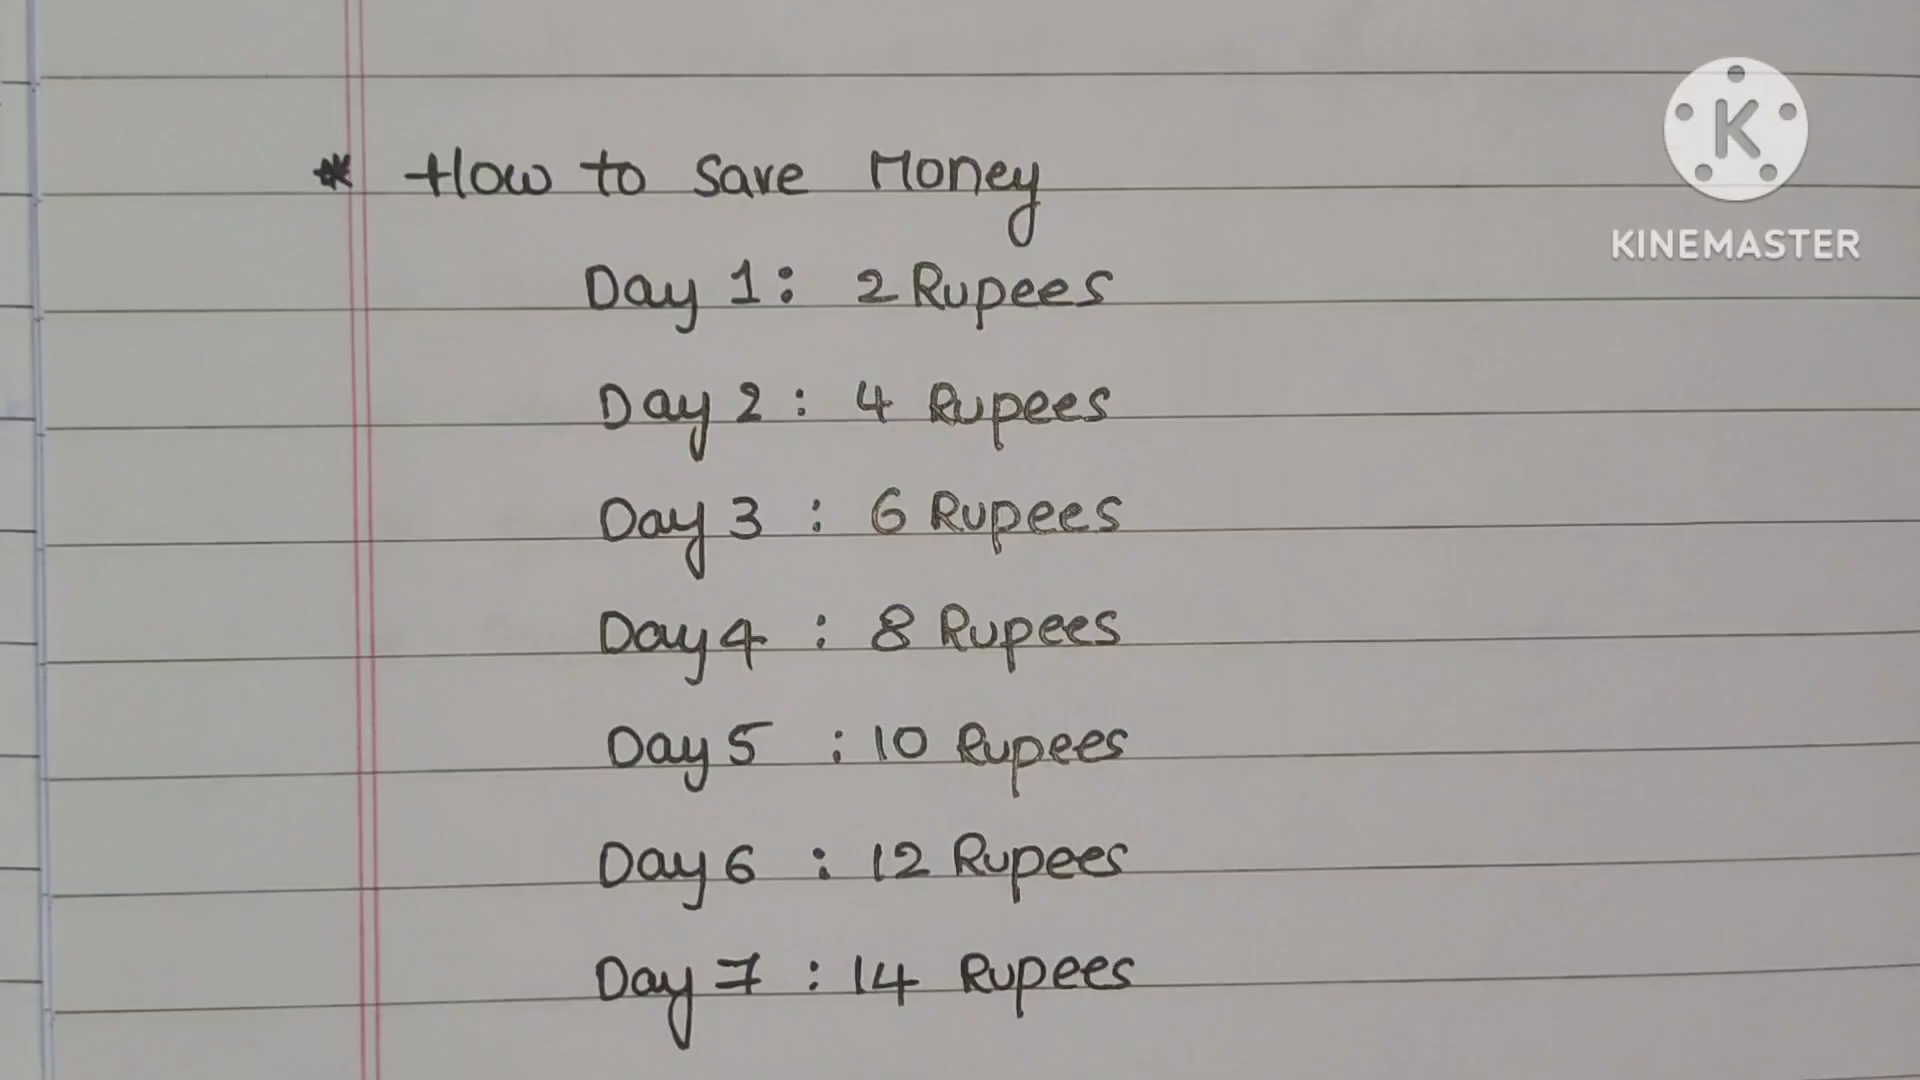 * How to Save Money
Day 1: 2 Rupees
Day 2: 4 Rupees
Day 3: 6 Rupees
Day 4: 8 Rupees
Day 5: 10 Rupees
Day 6: 12 Rupees
Day 7: 14 Rupees
K
KINEMASTER